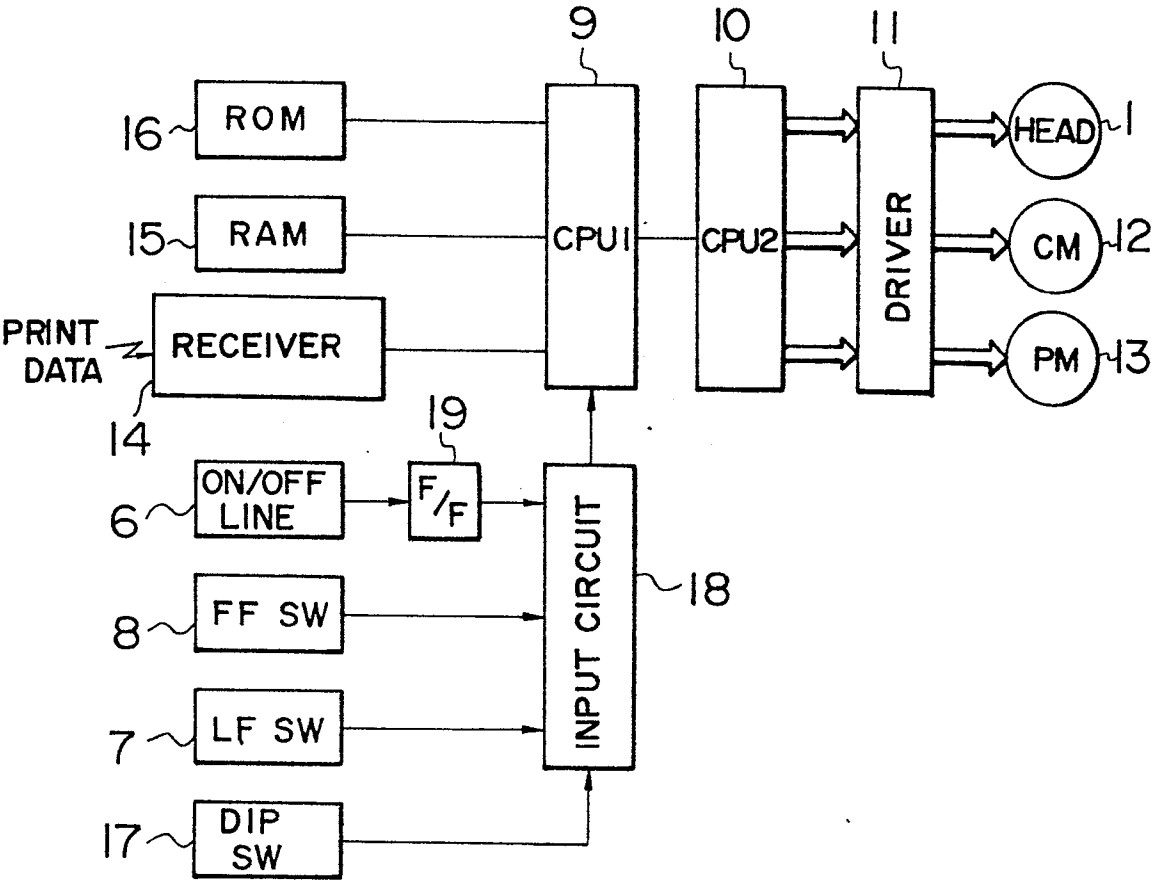 9
10
11
ROM
16
HEAD
1
RAM
15
CPU1
CPU2
DRIVER
CM
12
PRINT
DATA
RECEIVER
14
PM
13
19
ON/OFF
LINE
6
F/F
INPUT CIRCUIT
18
FF SW
8
LF SW
7
DIP
SW
17